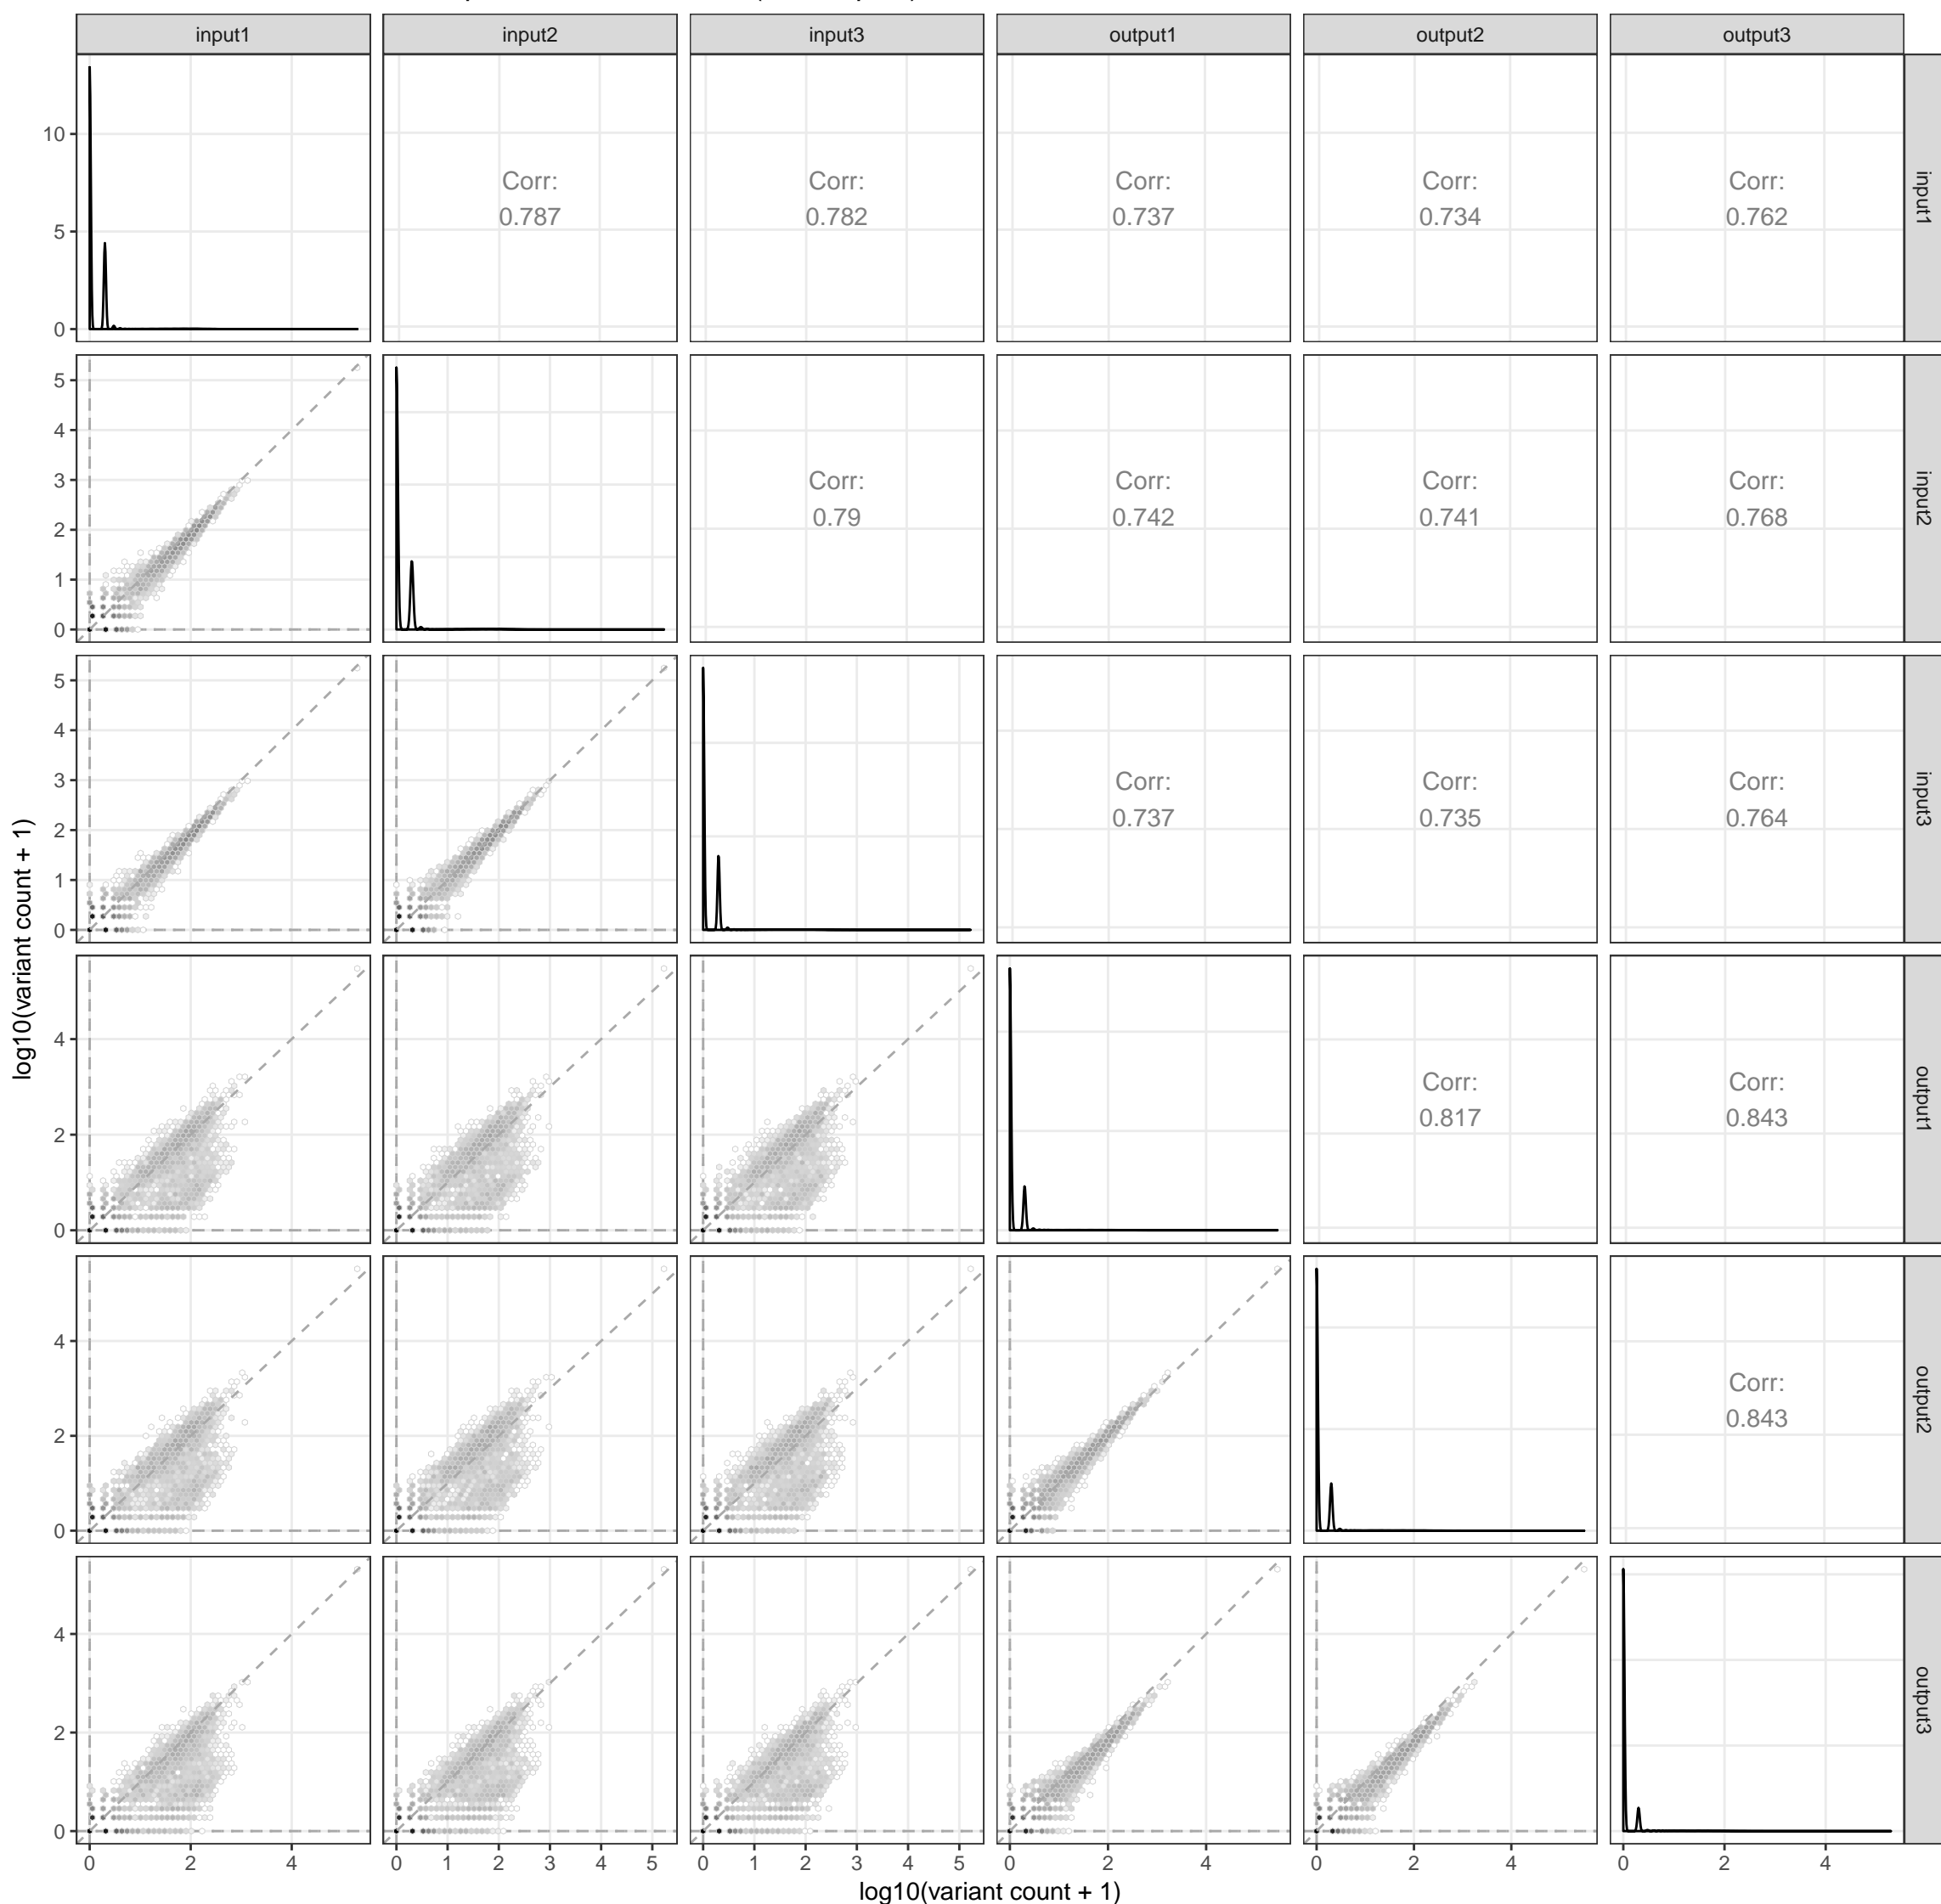 input1 input2 input3 output1 output2 output3
10
5
0
Corr: Corr: Corr: Corr: Corr:
0.787 0.782 0.737 0.734 0.762
input1
5
4
3
2
1
0
Corr: Corr: Corr: Corr:
0.79 0.742 0.741 0.768
input2
5
4
3
2
1
0
Corr: Corr: Corr:
0.737 0.735 0.764
input3
log10(variant count + 1)
4
2
0
Corr: Corr:
0.817 0.843
output1
4
2
0
Corr:
0.843
output2
4
2
0
output3
0 2 4 0 1 2 3 4 5 0 1 2 3 4 5 0 2 4 0 2 4 0 2 4
log10(variant count + 1)